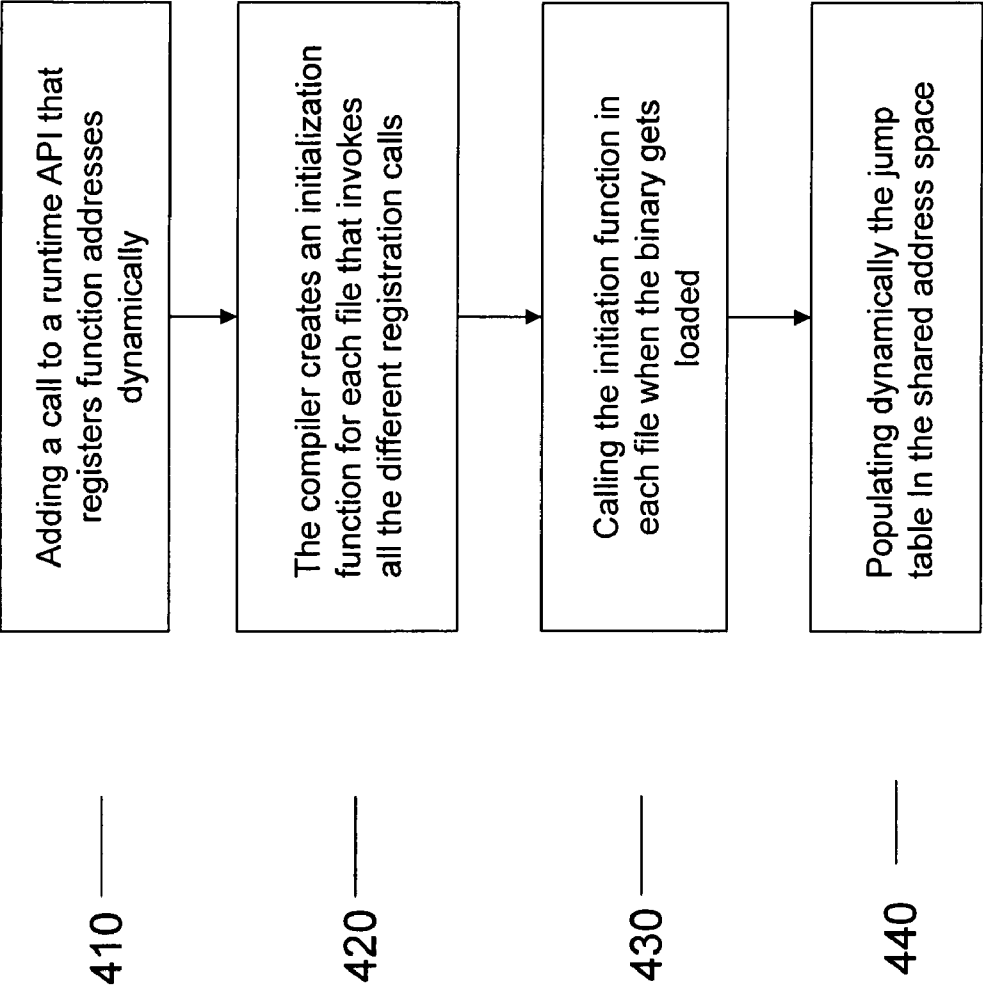 410
Adding a call to a runtime API that
registers function addresses
dynamically
420
The compiler creates an initialization
function for each file that invokes
all the different registration calls
430
Calling the initiation function in
each file when the binary gets
loaded
440
Populating dynamically the jump
table In the shared address space